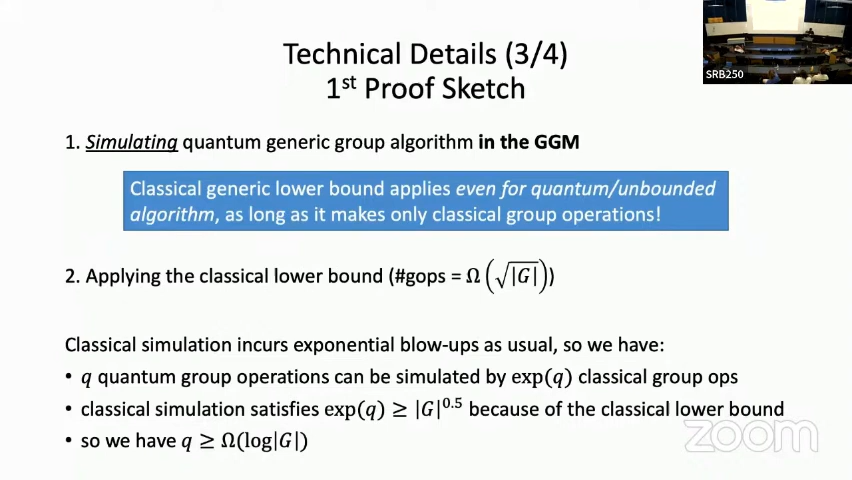 Technical Details (3/4)
1st Proof Sketch
SRB250
1. Simulating quantum generic group algorithm in the GGM
Classical generic lower bound applies even for quantum/unbounded
algorithm, as long as it makes only classical group operations!
2. Applying the classical lower bound (#gops = Ω(√|G|))
Classical simulation incurs exponential blow-ups as usual, so we have:
• q quantum group operations can be simulated by exp(q) classical group ops
• classical simulation satisfies exp(q) ≥ |G|^0.5 because of the classical lower bound
• so we have q ≥ Ω(log|G|)
zoom